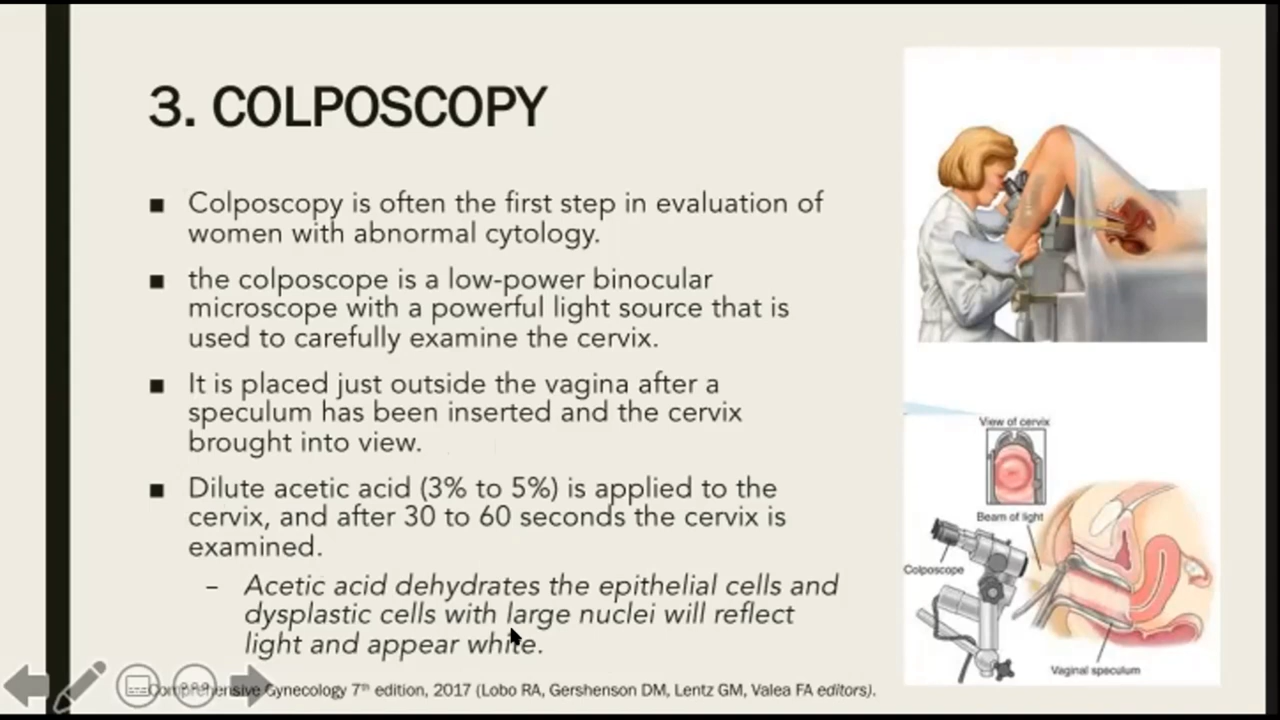 3. COLPOSCOPY
■ Colposcopy is often the first step in evaluation of
women with abnormal cytology.
■ the colposcope is a low-power binocular
microscope with a powerful light source that is
used to carefully examine the cervix.
■ It is placed just outside the vagina after a
speculum has been inserted and the cervix
brought into view.
■ Dilute acetic acid (3% to 5%) is applied to the
cervix, and after 30 to 60 seconds the cervix is
examined.
– Acetic acid dehydrates the epithelial cells and
dysplastic cells with large nuclei will reflect
light and appear white.
Comprehensive Gynecology 7th edition, 2017 (Lobo RA, Gershenson DM, Lentz GM, Valea FA editors).
View of cervix
Beam of light
Colposcope
Vaginal speculum